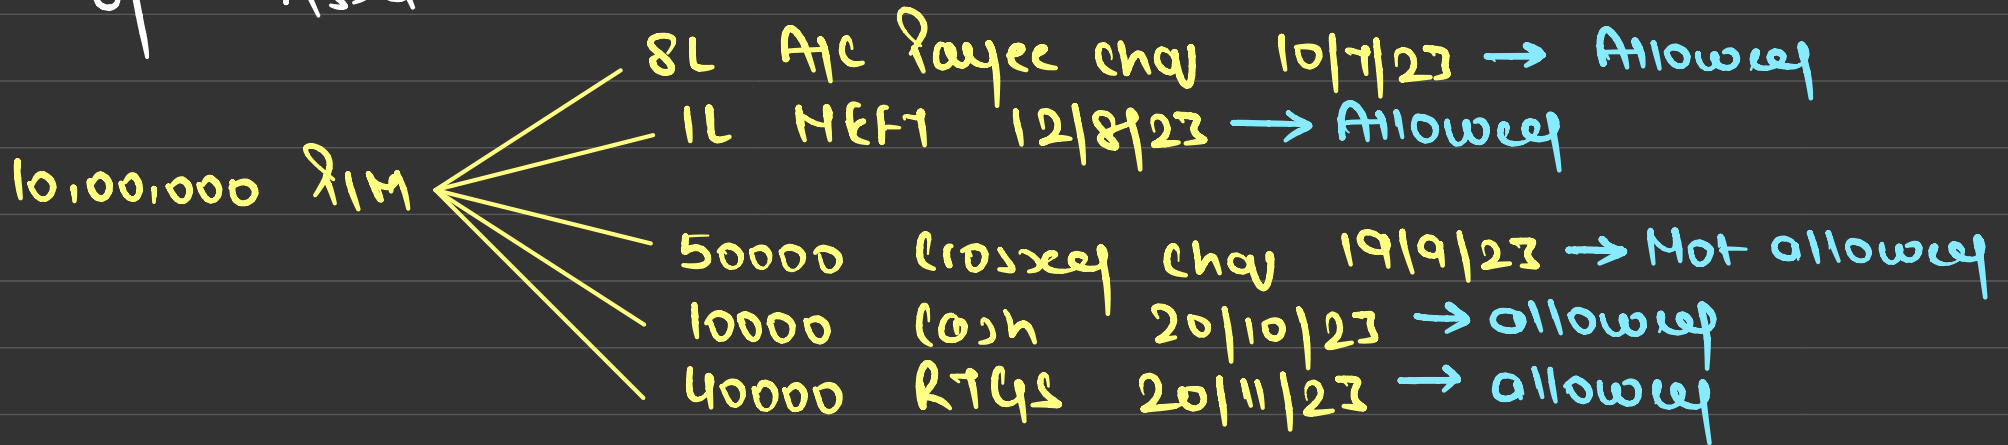 of
8L A/C Payee chq 10/7/23 → Allowed
1L NEFT 12/8/23 → Allowed
10,00,000 P/M
50000 Crossed chq 19/9/23 → Not allowed
10000 Cash 20/10/23 → allowed
40000 RTGS 20/11/23 → allowed